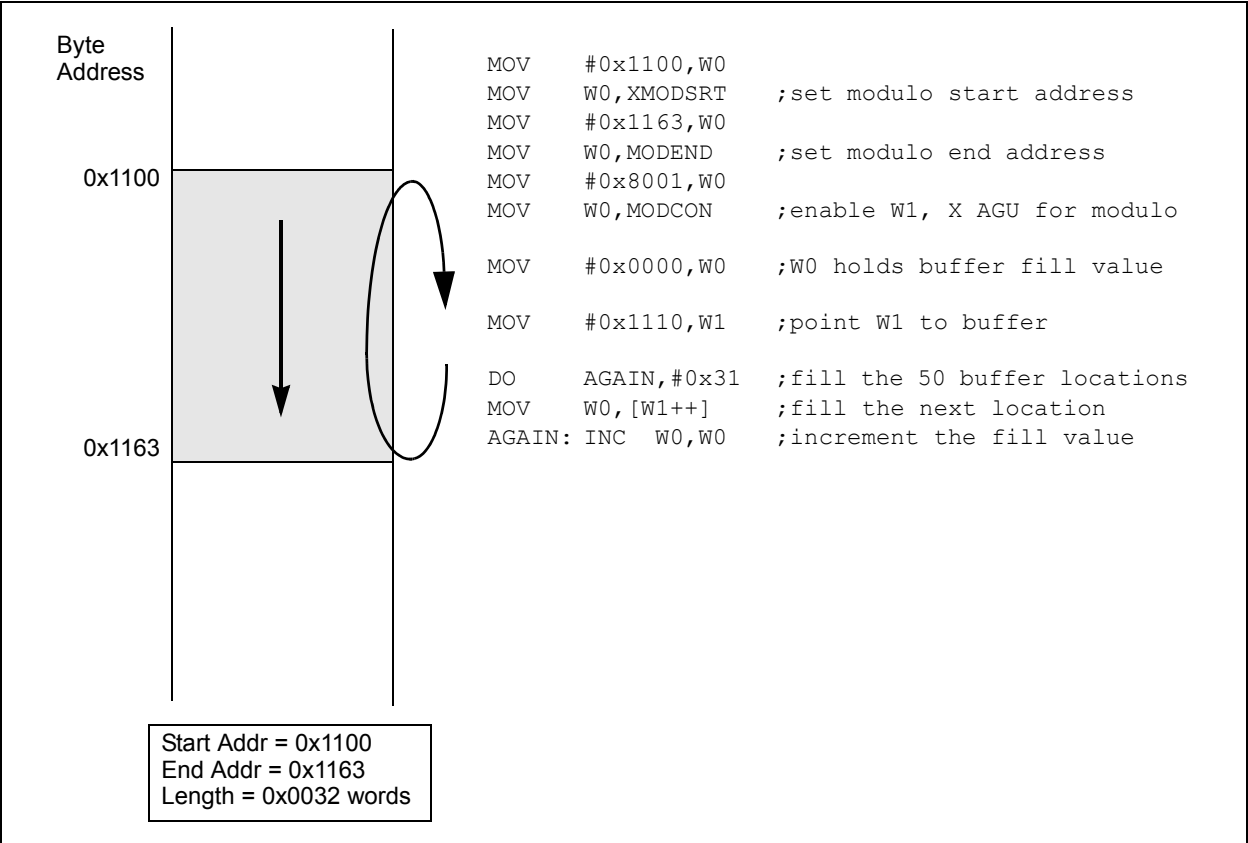 Byte
Address
0x1100
0x1163
MOV #0x1100,W0
MOV W0,XMODSRT ;set modulo start address
MOV #0x1163,W0
MOV W0,MODEND ;set modulo end address
MOV #0x8001,W0
MOV W0,MODCON ;enable W1, X AGU for modulo
MOV #0x0000,W0 ;W0 holds buffer fill value
MOV #0x1110,W1 ;point W1 to buffer
DO AGAIN,#0x31 ;fill the 50 buffer locations
MOV W0,[W1++] ;fill the next location
AGAIN: INC W0,W0 ;increment the fill value
Start Addr = 0x1100
End Addr = 0x1163
Length = 0x0032 words